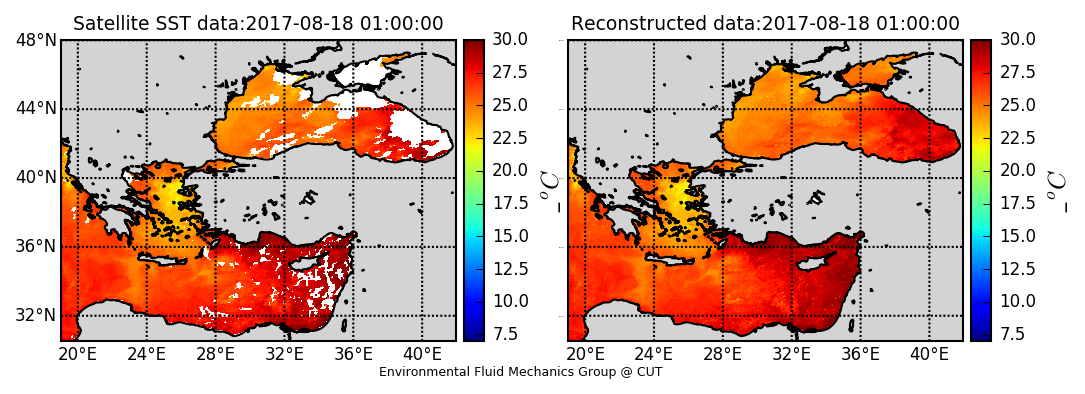 Satellite SST data:2017-08-18 01:00:00
48°N
44°N
40°N
36°N
32°N
20°E 24°E 28°E 32°E 36°E 40°E
30.0
27.5
25.0
22.5
20.0
17.5
15.0
12.5
10.0
7.5
_°C
Reconstructed data:2017-08-18 01:00:00
20°E 24°E 28°E 32°E 36°E 40°E
30.0
27.5
25.0
22.5
20.0
17.5
15.0
12.5
10.0
7.5
_°C
Environmental Fluid Mechanics Group @ CUT